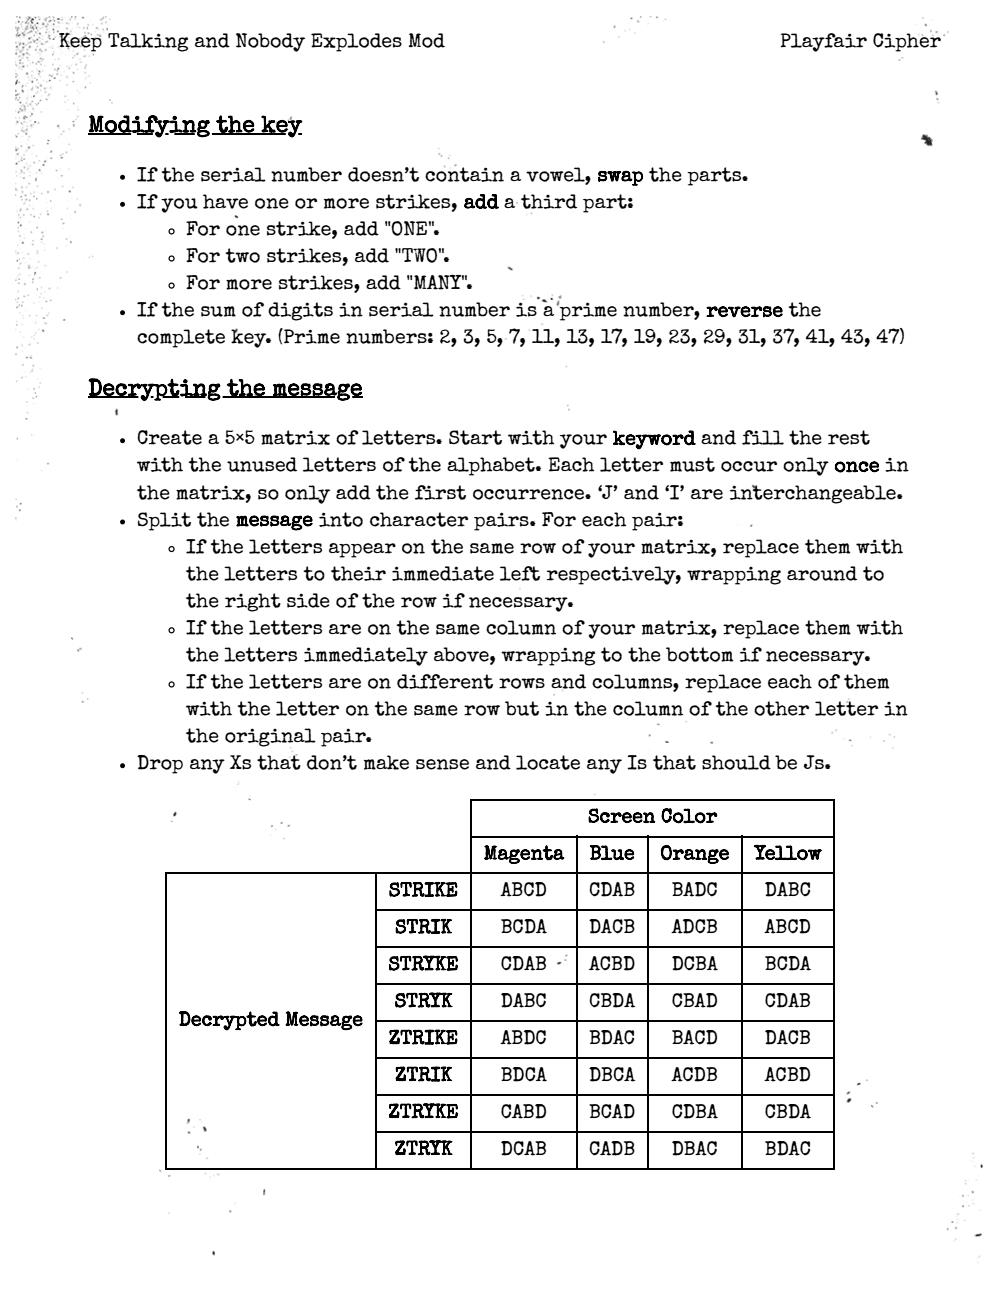 Keep Talking and Nobody Explodes Mod Playfair Cipher
Modifying the key
• If the serial number doesn’t contain a vowel, swap the parts.
• If you have one or more strikes, add a third part:
◦ For one strike, add "ONE".
◦ For two strikes, add "TWO".
◦ For more strikes, add "MANY".
• If the sum of digits in serial number is a prime number, reverse the
complete key. (Prime numbers: 2, 3, 5, 7, 11, 13, 17, 19, 23, 29, 31, 37, 41, 43, 47)
Decrypting the message
• Create a 5×5 matrix of letters. Start with your keyword and fill the rest
with the unused letters of the alphabet. Each letter must occur only once in
the matrix, so only add the first occurrence. ‘J’ and ‘I’ are interchangeable.
• Split the message into character pairs. For each pair:
◦ If the letters appear on the same row of your matrix, replace them with
the letters to their immediate left respectively, wrapping around to
the right side of the row if necessary.
◦ If the letters are on the same column of your matrix, replace them with
the letters immediately above, wrapping to the bottom if necessary.
◦ If the letters are on different rows and columns, replace each of them
with the letter on the same row but in the column of the other letter in
the original pair.
• Drop any Xs that don’t make sense and locate any Is that should be Js.
Screen Color
Magenta Blue Orange Yellow
STRIKE ABCD CDAB BADC DABC
STRIK BCDA DACB ADCB ABCD
STRYKE CDAB ACBD DCBA BCDA
STRYK DABC CBDA CBAD CDAB
Decrypted Message
ZTRIKE ABDC BDAC BACD DACB
ZTRIK BDCA DBCA ACDB ACBD
ZTRYKE CABD BCAD CDBA CBDA
ZTRYK DCAB CADB DBAC BDAC